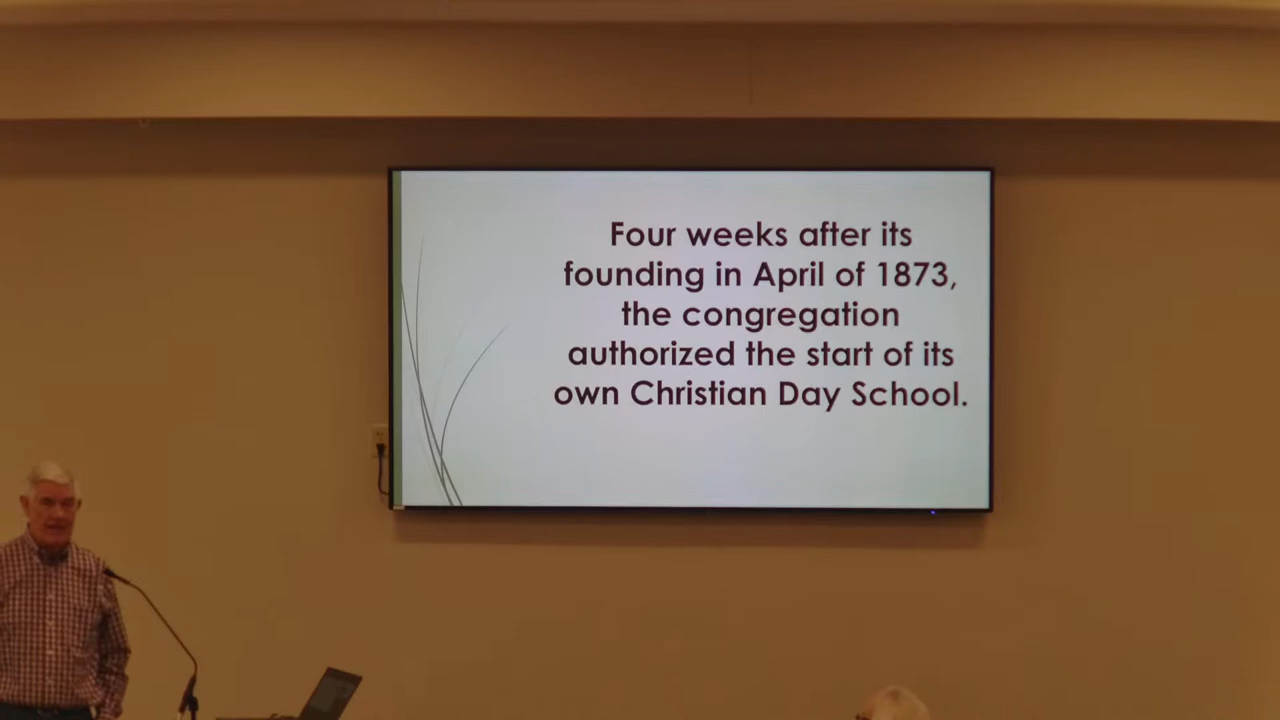 Four weeks after its
founding in April of 1873,
the congregation
authorized the start of its
own Christian Day School.